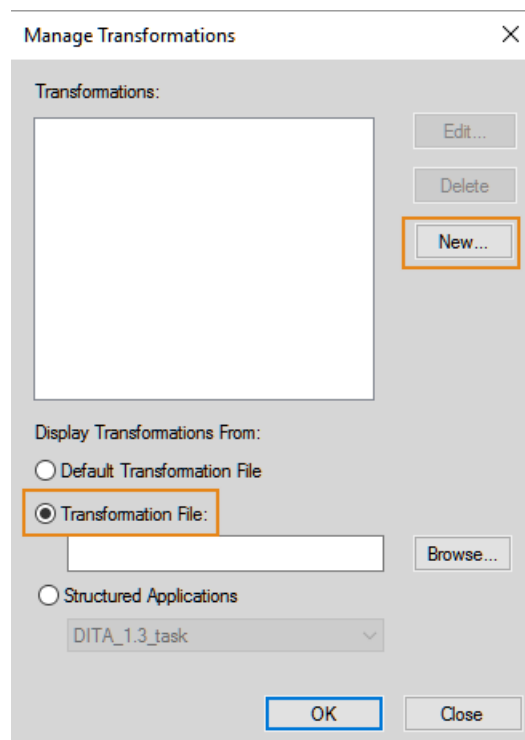 Manage Transformations
Transformations:
Edit...
Delete
New...
Display Transformations From:
Default Transformation File
Transformation File:
Browse...
Structured Applications
DITA_1.3_task
OK
Close